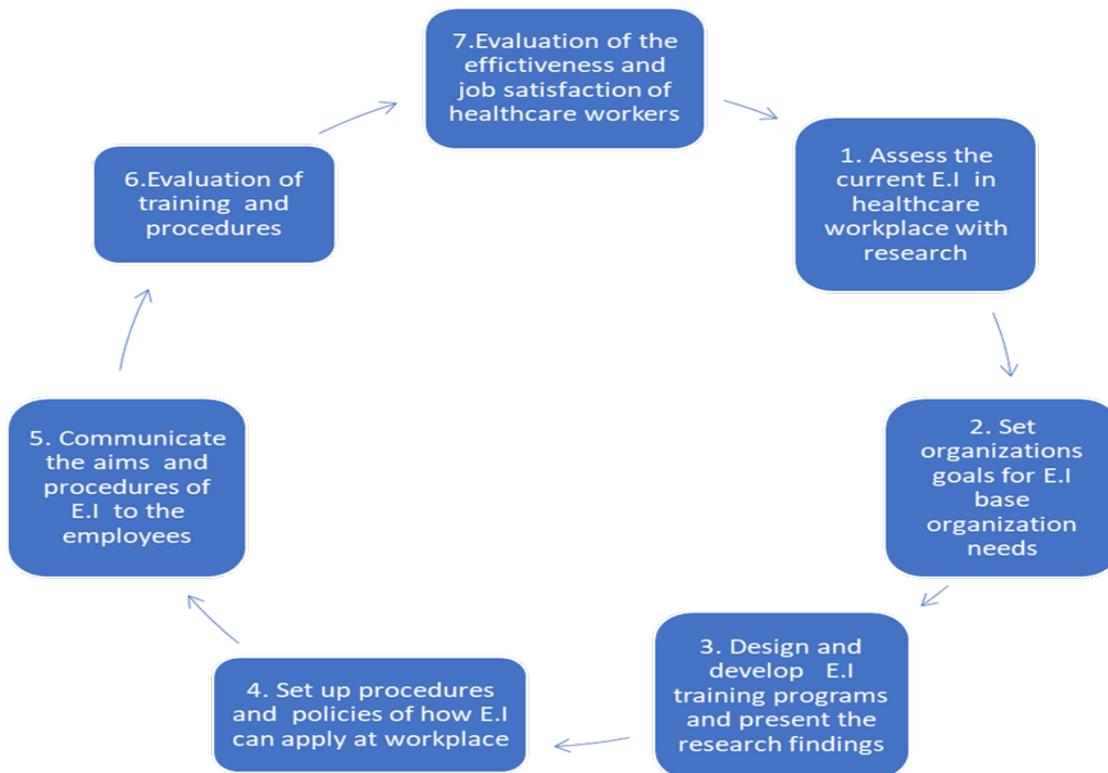 7.Evaluation of the
effictiveness and
job satisfaction of
healthcare workers
1. Assess the
current E.I in
healthcare
workplace with
research
2. Set
organizations
goals for E.I
base
organization
needs
3. Design and
develop E.I
training programs
and present the
research findings
4. Set up procedures
and policies of how E.I
can apply at workplace
5. Communicate
the aims and
procedures of
E.I to the
employees
6.Evaluation of
training and
procedures